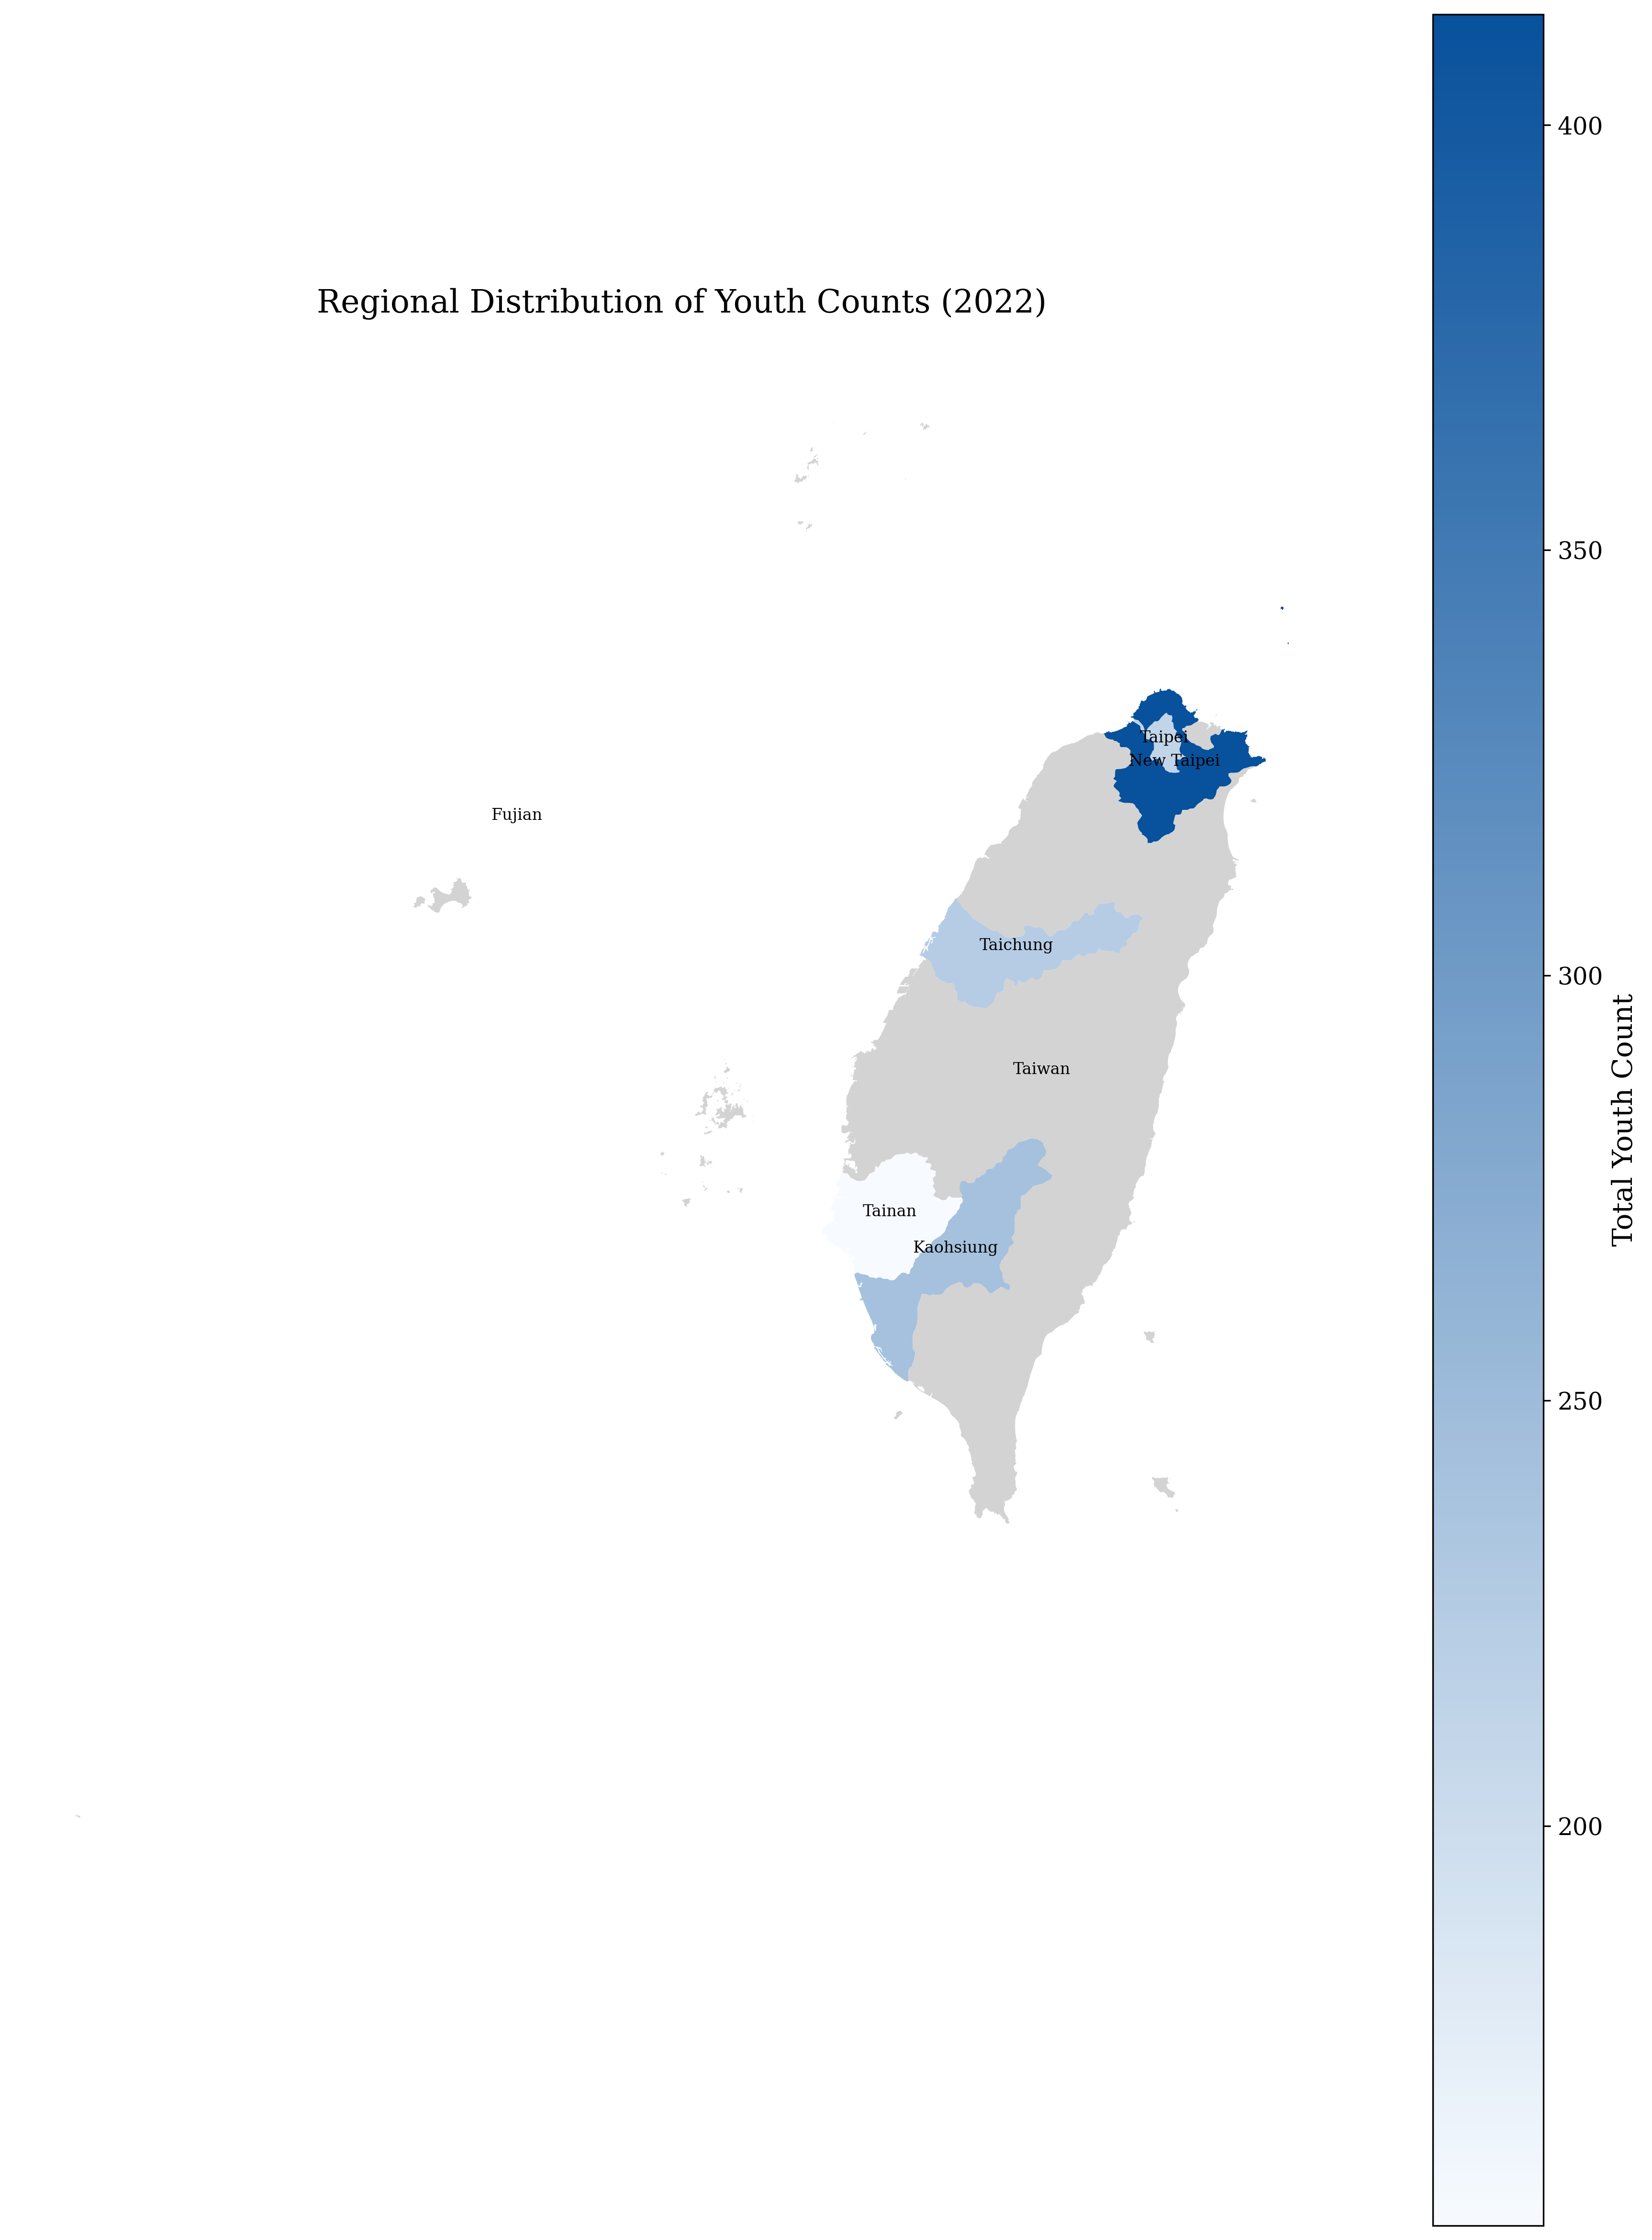 Regional Distribution of Youth Counts (2022)
Taipei
New Taipei
Fujian
Taichung
Taiwan
Tainan
Kaohsiung
400
350
300
250
200
Total Youth Count